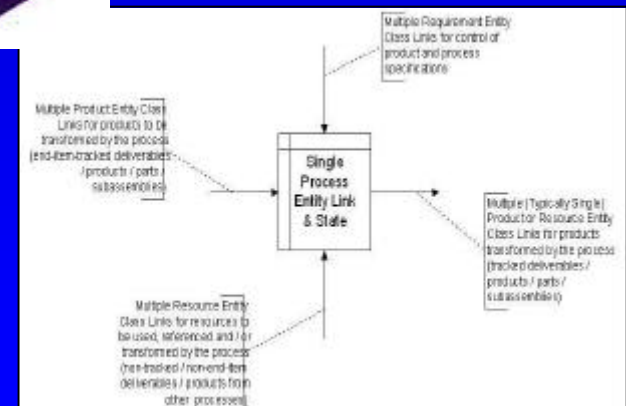 Multiple Requirement Entity
Class Links for control of
product and process
specifications
Multiple Product Entity Class
Links for products to be
transformed by the process
(end-item-tracked deliverables
/ products / parts /
subassemblies)
Single
Process
Entity Link
& State
Multiple (Typically Single)
Product or Resource Entity
Class Links for products
transformed by the process
(tracked deliverables /
products / parts /
subassemblies)
Multiple Resource Entity
Class Links for resources to
be used, referenced and / or
transformed by the process
(non-tracked / non-end-item
deliverables / products from
other processes)